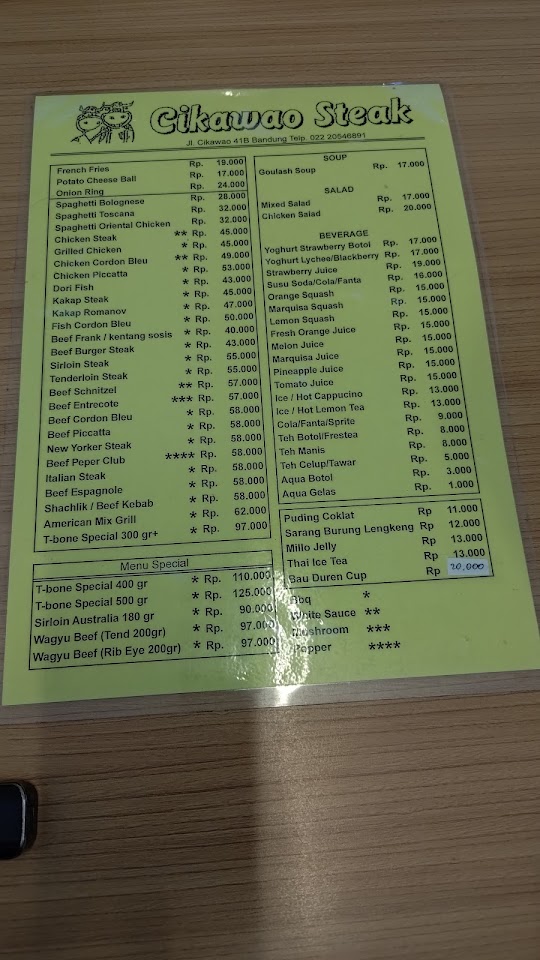 Cikawao Steak
Jl. Cikawao 41B Bandung Telp. 022 20546891
French Fries Rp. 19.000
Potato Cheese Ball Rp. 17.000
Onion Ring Rp. 24.000
Spaghetti Bolognese Rp. 28.000
Spaghetti Toscana Rp. 32.000
Spaghetti Oriental Chicken Rp. 32.000
Chicken Steak ** Rp. 45.000
Grilled Chicken * Rp. 45.000
Chicken Cordon Bleu ** Rp. 49.000
Chicken Piccatta * Rp. 53.000
Dori Fish * Rp. 43.000
Kakap Steak * Rp. 45.000
Kakap Romanov * Rp. 47.000
Fish Cordon Bleu * Rp. 50.000
Beef Frank / kentang sosis * Rp. 40.000
Beef Burger Steak * Rp. 43.000
Sirloin Steak * Rp. 55.000
Tenderloin Steak * Rp. 55.000
Beef Schnitzel ** Rp. 57.000
Beef Entrecote *** Rp. 57.000
Beef Cordon Bleu * Rp. 58.000
Beef Piccatta * Rp. 58.000
New Yorker Steak * Rp. 58.000
Beef Peper Club **** Rp. 58.000
Italian Steak * Rp. 58.000
Beef Espagnole * Rp. 58.000
Shachlik / Beef Kebab * Rp. 58.000
American Mix Grill * Rp. 62.000
T-bone Special 300 gr+ * Rp. 97.000
Menu Special
T-bone Special 400 gr * Rp. 110.000
T-bone Special 500 gr * Rp. 125.000
Sirloin Australia 180 gr * Rp. 90.000
Wagyu Beef (Tend 200gr) * Rp. 97.000
Wagyu Beef (Rib Eye 200gr) * Rp. 97.000
SOUP
Goulash Soup Rp. 17.000
SALAD
Mixed Salad Rp. 17.000
Chicken Salad Rp. 20.000
BEVERAGE
Yoghurt Strawberry Botol Rp. 17.000
Yoghurt Lychee/Blackberry Rp. 17.000
Strawberry Juice Rp. 19.000
Susu Soda/Cola/Fanta Rp. 16.000
Orange Squash Rp. 15.000
Marquisa Squash Rp. 15.000
Lemon Squash Rp. 15.000
Fresh Orange Juice Rp. 15.000
Melon Juice Rp. 15.000
Marquisa Juice Rp. 15.000
Pineapple Juice Rp. 15.000
Tomato Juice Rp. 15.000
Ice / Hot Cappucino Rp. 13.000
Ice / Hot Lemon Tea Rp. 13.000
Cola/Fanta/Sprite Rp. 9.000
Teh Botol/Frestea Rp. 8.000
Teh Manis Rp. 8.000
Teh Celup/Tawar Rp. 5.000
Aqua Botol Rp. 3.000
Aqua Gelas Rp. 1.000
Puding Coklat Rp 11.000
Sarang Burung Lengkeng Rp 12.000
Millo Jelly Rp 13.000
Thai Ice Tea Rp 13.000
Bau Duren Cup Rp 20,000
Bbq *
White Sauce **
Mushroom ***
Pepper ****